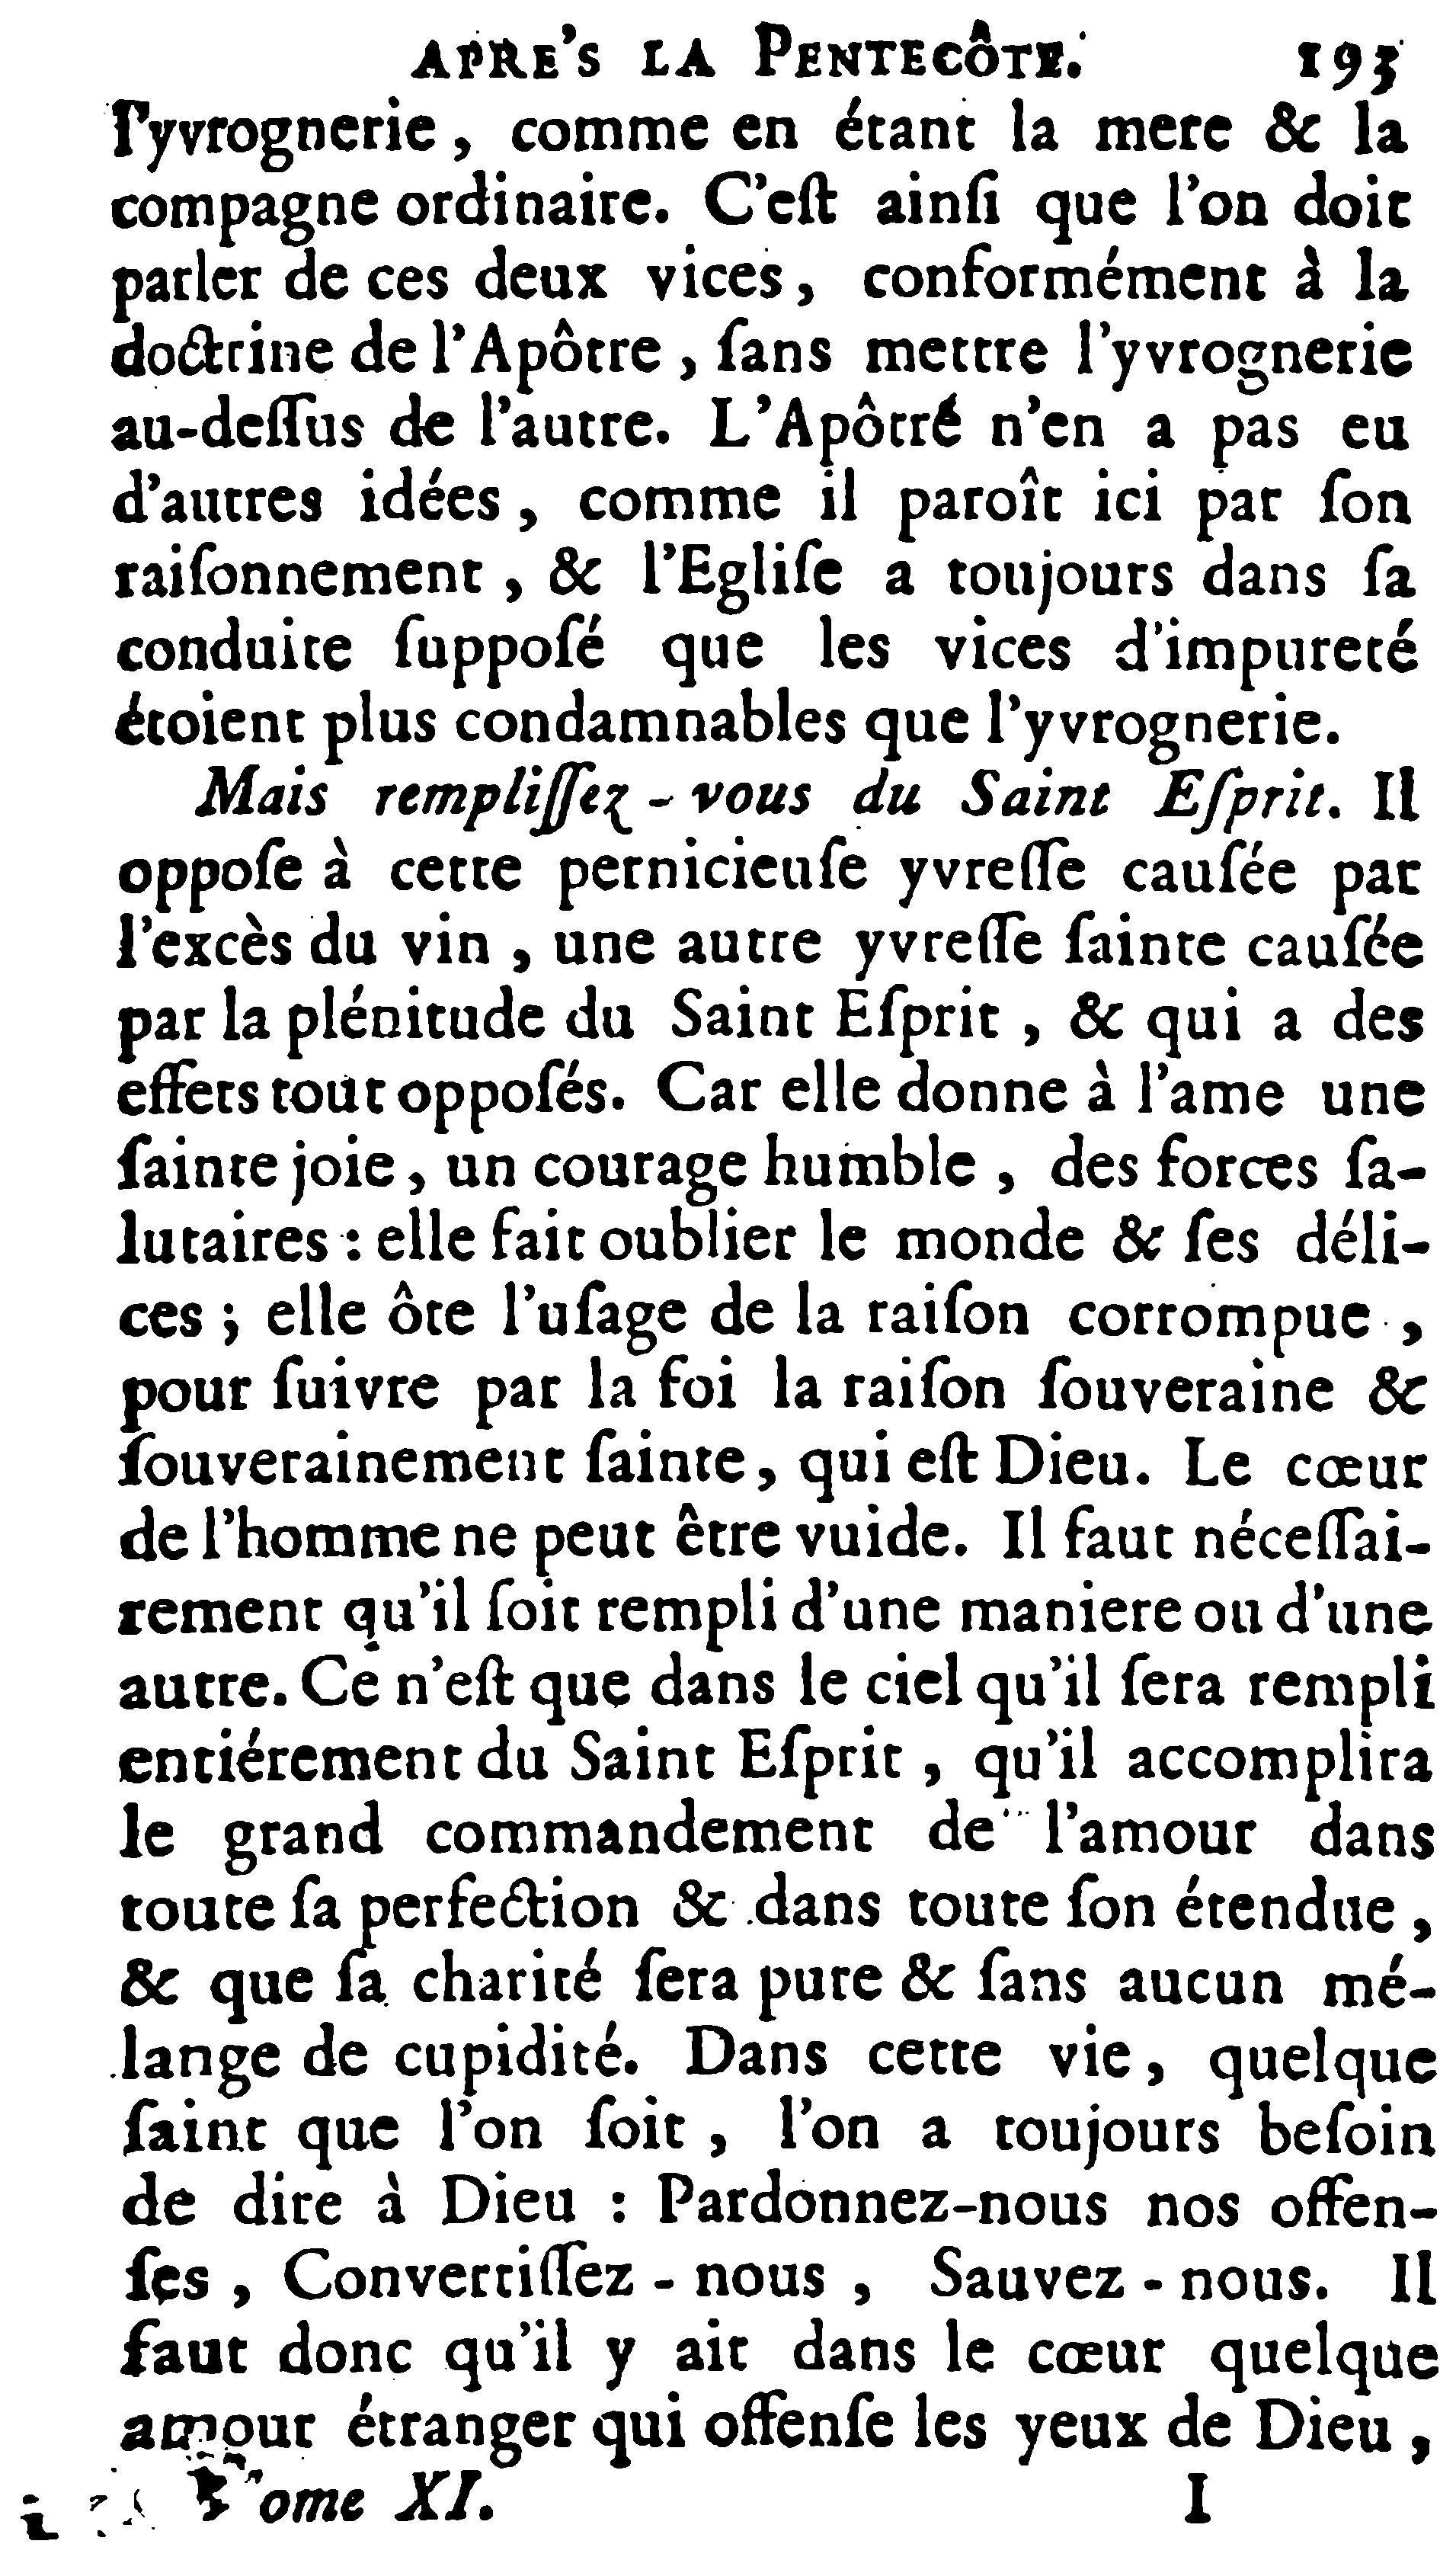 APRE'S LA PENTECÔTE. 193
l'yvrognerie, comme en étant la mere & la
compagne ordinaire. C'eſt ainſi que l'on doit
parler de ces deux vices, conformément à la
doctrine de l'Apôtre, ſans mettre l'yvrognerie
au-deſſus de l'autre. L'Apôtre n'en a pas eu
d'autres idées, comme il paroît ici par ſon
raiſonnement, & l'Egliſe a toujours dans ſa
conduite ſuppoſé que les vices d'impureté
étoient plus condamnables que l'yvrognerie.
Mais rempliſſez-vous du Saint Eſprit. Il
oppoſe à cette pernicieuſe yvreſſe cauſée par
l'excès du vin, une autre yvreſſe ſainte cauſée
par la plénitude du Saint Eſprit, & qui a des
effets tout oppoſés. Car elle donne à l'ame une
ſainte joie, un courage humble, des forces ſa-
lutaires : elle fait oublier le monde & ſes déli-
ces ; elle ôte l'uſage de la raiſon corrompue,
pour ſuivre par la foi la raiſon ſouveraine &
ſouverainement ſainte, qui eſt Dieu. Le cœur
de l'homme ne peut être vuide. Il faut néceſſai-
rement qu'il ſoit rempli d'une maniere ou d'une
autre. Ce n'eſt que dans le ciel qu'il ſera rempli
entiérement du Saint Eſprit, qu'il accomplira
le grand commandement de l'amour dans
toute ſa perfection & dans toute ſon étendue,
& que ſa charité ſera pure & ſans aucun mé-
lange de cupidité. Dans cette vie, quelque
ſaint que l'on ſoit, l'on a toujours beſoin
de dire à Dieu : Pardonnez-nous nos offen-
ſes, Convertiſſez-nous, Sauvez-nous. Il
faut donc qu'il y ait dans le cœur quelque
amour étranger qui offenſe les yeux de Dieu,
Tome XI. I